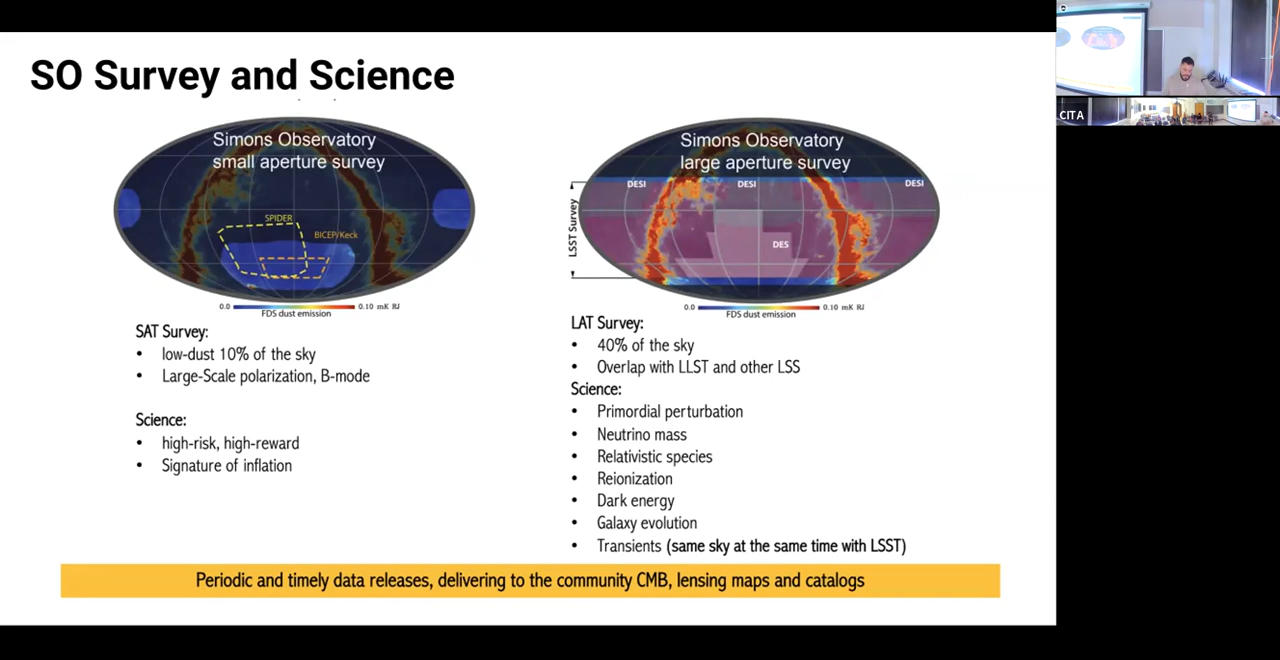 SO Survey and Science
Simons Observatory
small aperture survey
SPIDER
BICEP/Keck
0.0
0.10 mK RJ
FDS dust emission
SAT Survey:
• low-dust 10% of the sky
• Large-Scale polarization, B-mode
Science:
• high-risk, high-reward
• Signature of inflation
Simons Observatory
large aperture survey
DESI
DESI
DESI
LSST Survey
DES
0.0
0.10 mK RJ
FDS dust emission
LAT Survey:
• 40% of the sky
• Overlap with LLST and other LSS
Science:
• Primordial perturbation
• Neutrino mass
• Relativistic species
• Reionization
• Dark energy
• Galaxy evolution
• Transients (same sky at the same time with LSST)
Periodic and timely data releases, delivering to the community CMB, lensing maps and catalogs
CITA